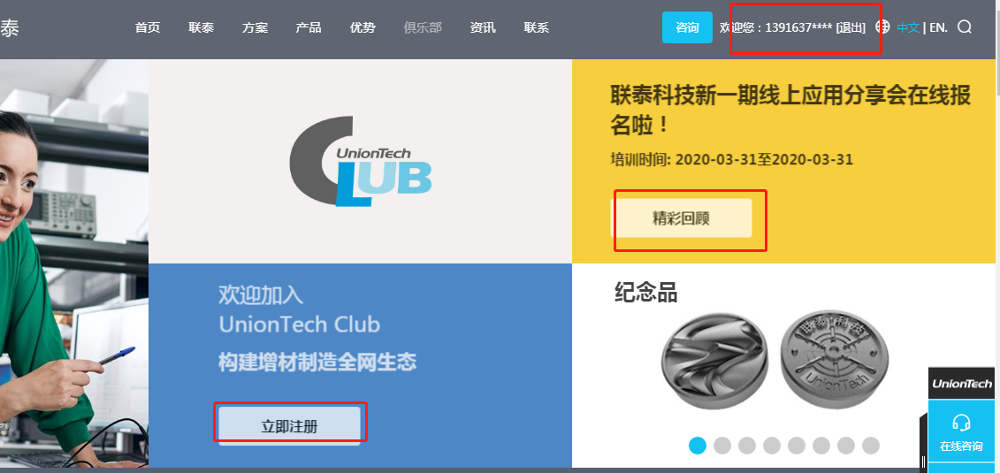 泰
首页 联泰 方案 产品 优势 俱乐部 资讯 联系 咨询 欢迎您：1391637**** [退出] 中文 | EN.
UnionTech
CLUB
联泰科技新一期线上应用分享会在线报
名啦！
培训时间: 2020-03-31至2020-03-31
精彩回顾
欢迎加入
UnionTech Club
构建增材制造全网生态
立即注册
纪念品
联泰科技
UnionTech
UnionTech
在线咨询